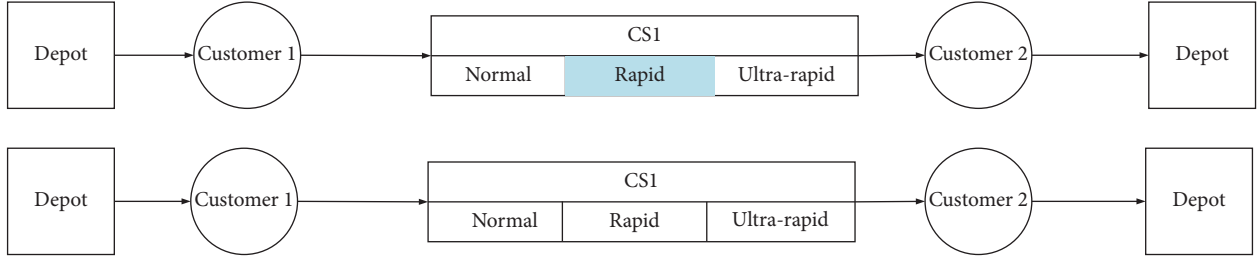 Depot
Customer 1
CS1
Normal Rapid Ultra-rapid
Customer 2
Depot
Depot
Customer 1
CS1
Normal Rapid Ultra-rapid
Customer 2
Depot